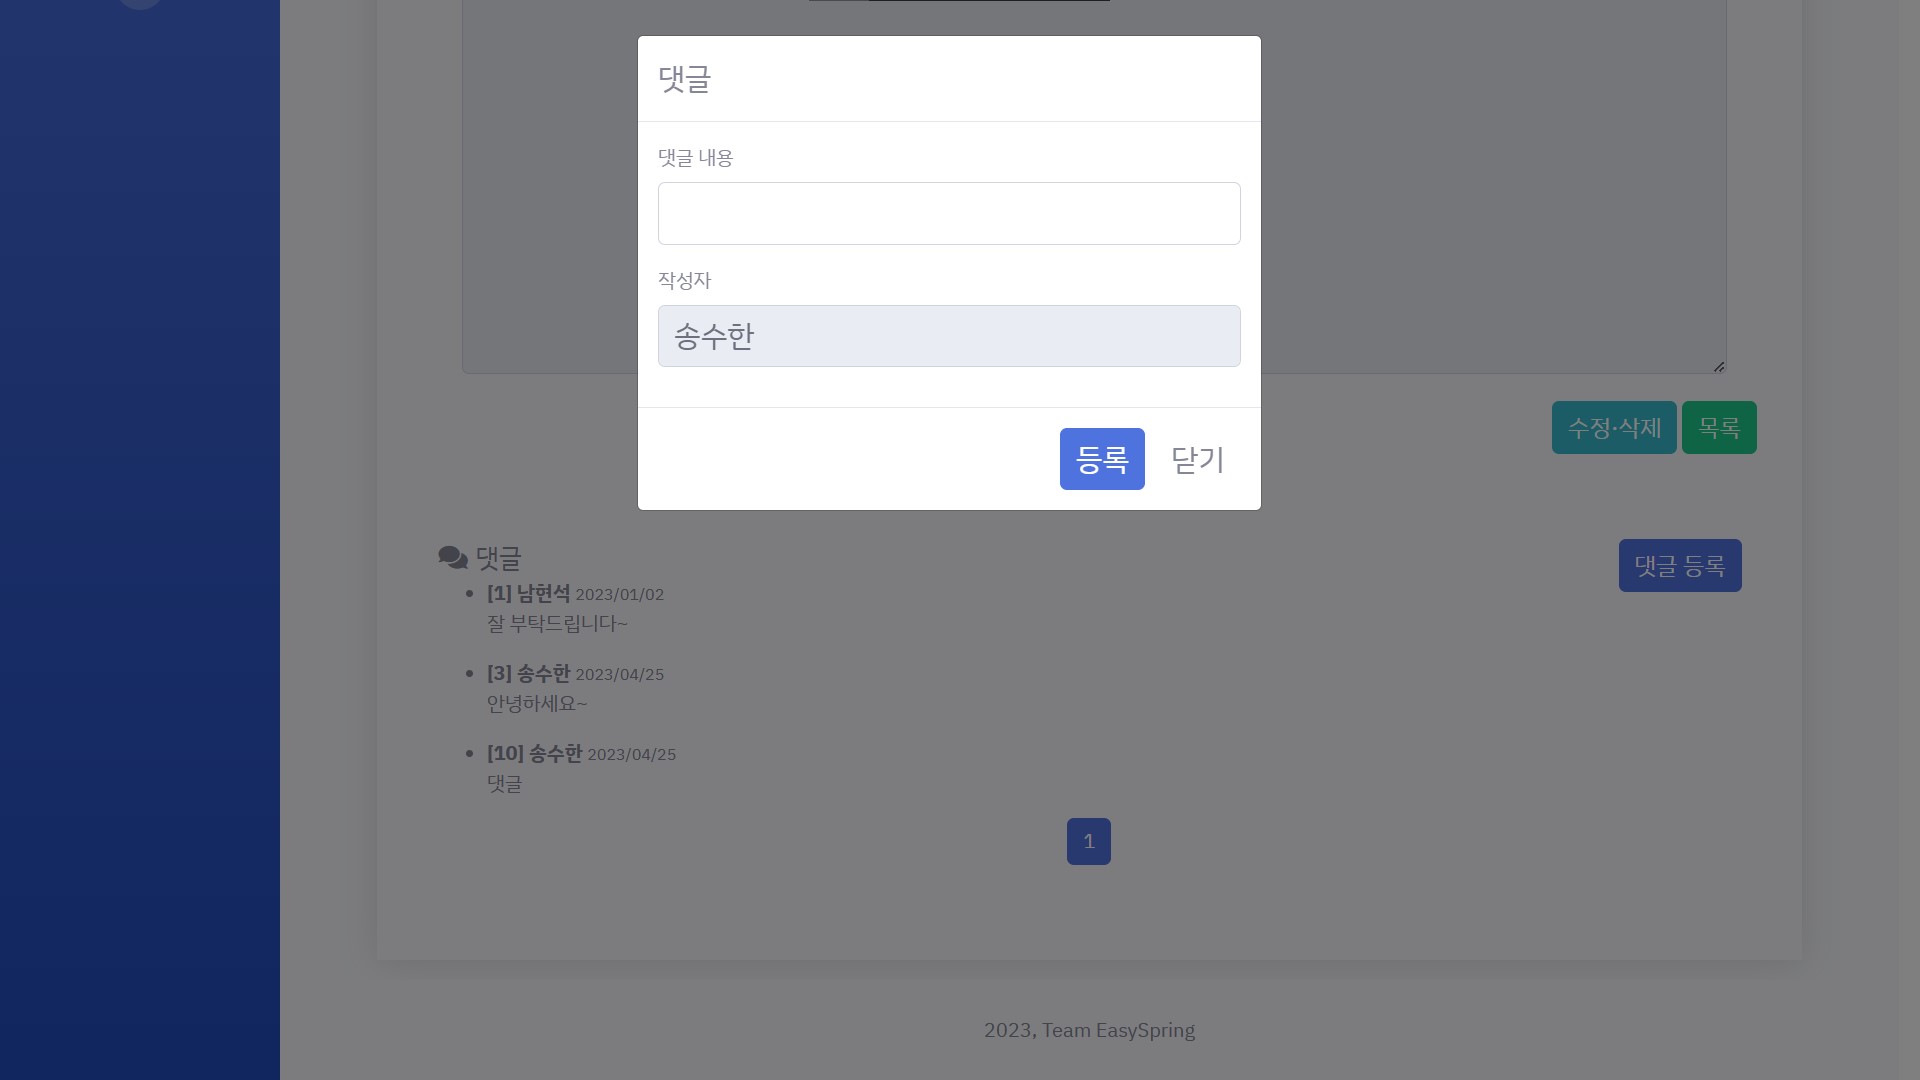 댓글
댓글 내용
작성자
송수한
등록 닫기
수정·삭제 목록
댓글 댓글 등록
[1] 남현석 2023/01/02
잘 부탁드립니다~
[3] 송수한 2023/04/25
안녕하세요~
[10] 송수한 2023/04/25
댓글
1
2023, Team EasySpring